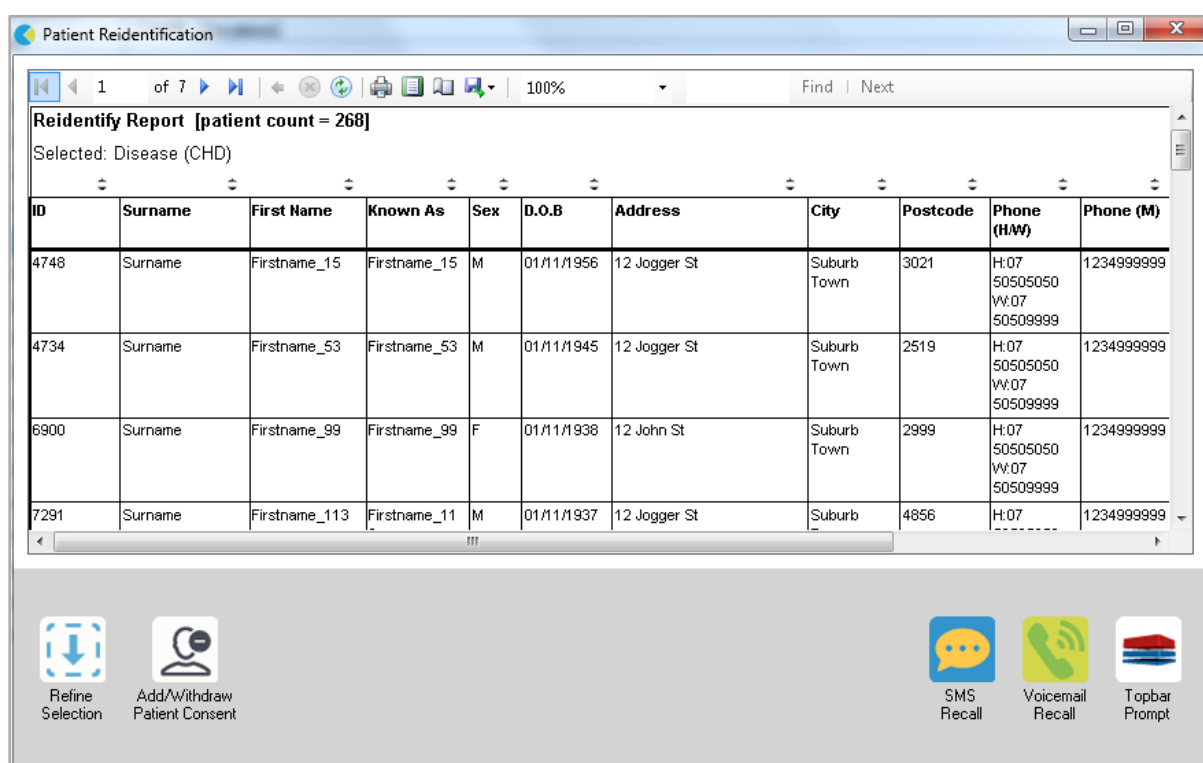 Patient Reidentification
1 of 7 100% Find | Next
Reidentify Report [patient count = 268]
Selected: Disease (CHD)
ID Surname First Name Known As Sex D.O.B Address City Postcode Phone (H/W) Phone (M)
4748 Surname Firstname_15 Firstname_15 M 01/11/1956 12 Jogger St Suburb Town 3021 H:07 50505050 W:07 50509999 1234999999
4734 Surname Firstname_53 Firstname_53 M 01/11/1945 12 Jogger St Suburb Town 2519 H:07 50505050 W:07 50509999 1234999999
6900 Surname Firstname_99 Firstname_99 F 01/11/1938 12 John St Suburb Town 2999 H:07 50505050 W:07 50509999 1234999999
7291 Surname Firstname_113 Firstname_11 M 01/11/1937 12 Jogger St Suburb 4856 H:07 1234999999
Refine Selection
Add/Withdraw Patient Consent
SMS Recall
Voicemail Recall
Topbar Prompt